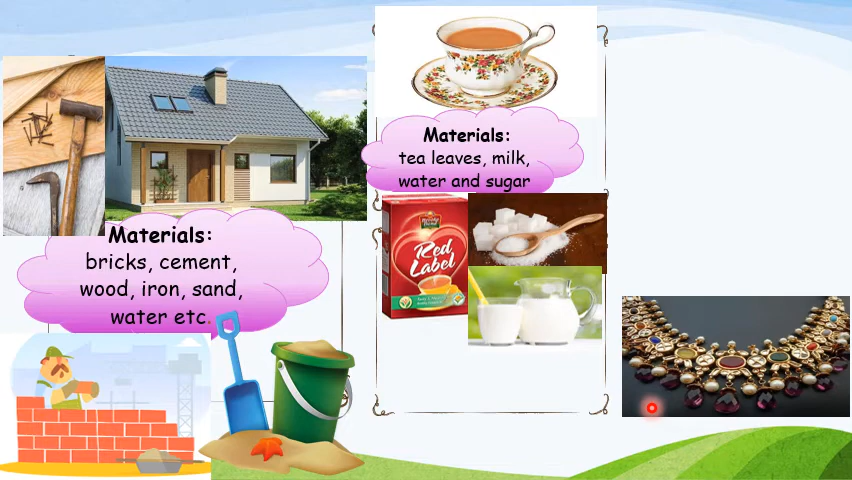 Materials:
bricks, cement,
wood, iron, sand,
water etc.
Materials:
tea leaves, milk,
water and sugar
Red
Label